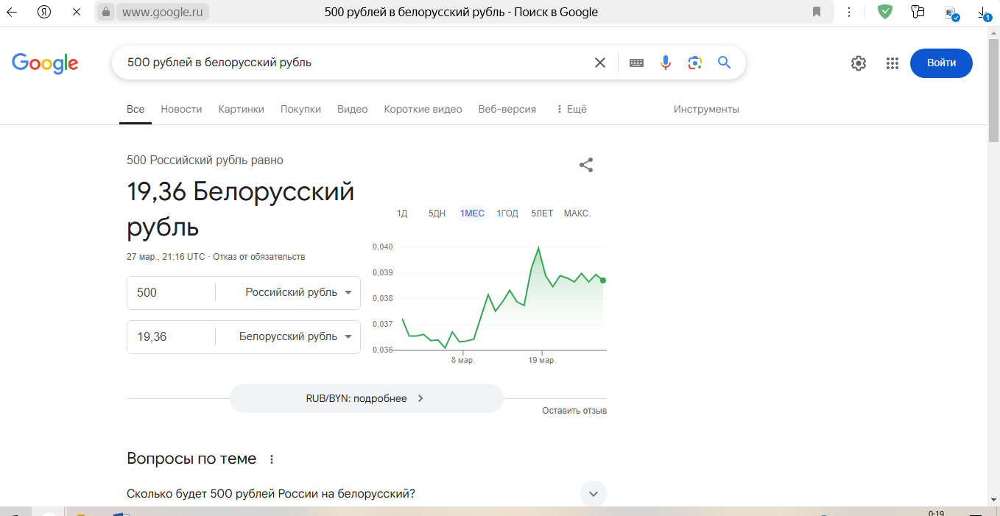 www.google.ru
500 рублей в белорусский рубль - Поиск в Google
1
Google
500 рублей в белорусский рубль
Войти
Все Новости Картинки Покупки Видео Короткие видео Веб-версия Ещё Инструменты
500 Российский рубль равно
19,36 Белорусский
рубль
27 мар., 21:16 UTC · Отказ от обязательств
500 Российский рубль
19,36 Белорусский рубль
1Д 5ДН 1МЕС 1ГОД 5ЛЕТ МАКС.
0,040
0,039
0,038
0,037
0,036
8 мар. 19 мар.
RUB/BYN: подробнее
Оставить отзыв
Вопросы по теме
Сколько будет 500 рублей России на белорусский?
0:19